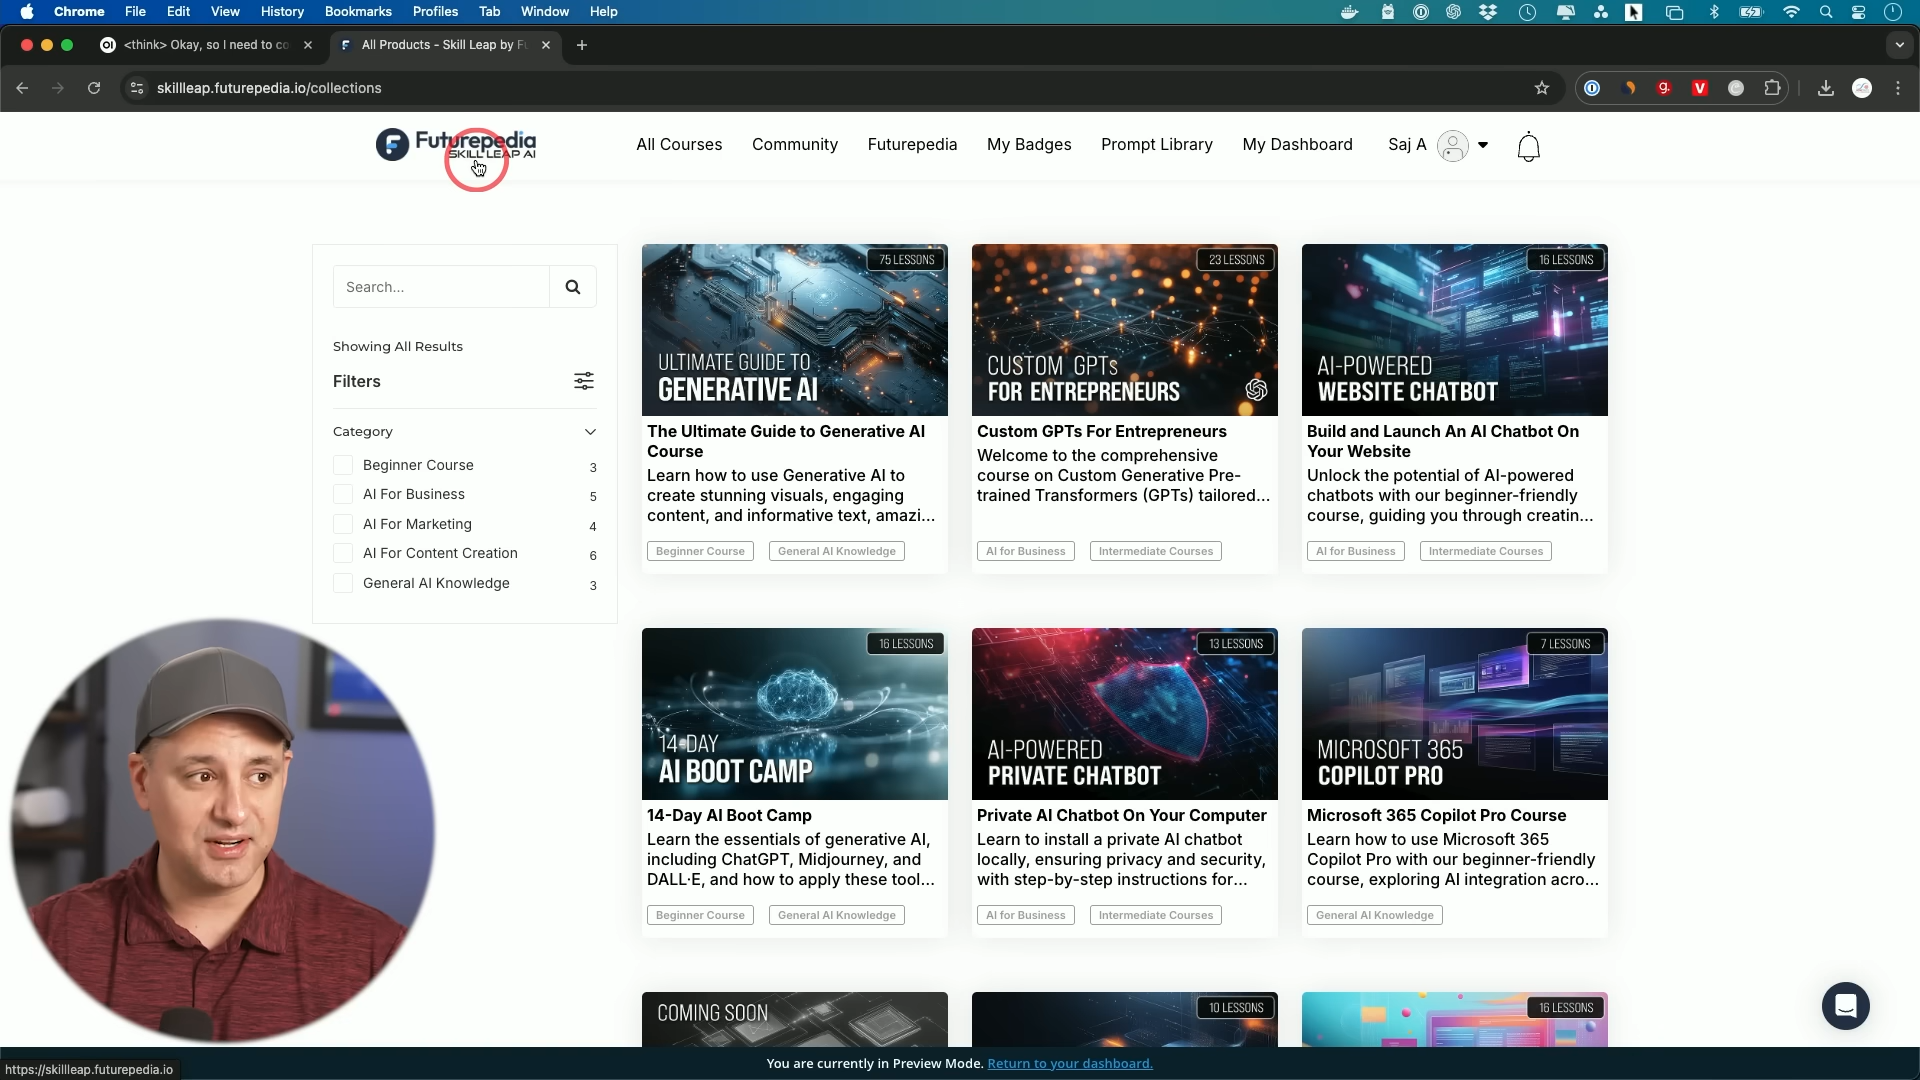 Chrome File Edit View History Bookmarks Profiles Tab Window Help
<think> Okay, so I need to co
All Products - Skill Leap by Fu
skillleap.futurepedia.io/collections
Futurepedia
SKILL LEAP AI
All Courses Community Futurepedia My Badges Prompt Library My Dashboard Saj A
Search...
Showing All Results
Filters
Category
Beginner Course 3
AI For Business 5
AI For Marketing 4
AI For Content Creation 6
General AI Knowledge 3
75 LESSONS
ULTIMATE GUIDE TO
GENERATIVE AI
The Ultimate Guide to Generative AI
Course
Learn how to use Generative AI to
create stunning visuals, engaging
content, and informative text, amazi...
Beginner Course General AI Knowledge
23 LESSONS
CUSTOM GPTs
FOR ENTREPRENEURS
Custom GPTs For Entrepreneurs
Welcome to the comprehensive
course on Custom Generative Pre-
trained Transformers (GPTs) tailored...
AI for Business Intermediate Courses
16 LESSONS
AI-POWERED
WEBSITE CHATBOT
Build and Launch An AI Chatbot On
Your Website
Unlock the potential of AI-powered
chatbots with our beginner-friendly
course, guiding you through creatin...
AI for Business Intermediate Courses
16 LESSONS
14-DAY
AI BOOT CAMP
14-Day AI Boot Camp
Learn the essentials of generative AI,
including ChatGPT, Midjourney, and
DALL·E, and how to apply these tool...
Beginner Course General AI Knowledge
13 LESSONS
AI-POWERED
PRIVATE CHATBOT
Private AI Chatbot On Your Computer
Learn to install a private AI chatbot
locally, ensuring privacy and security,
with step-by-step instructions for...
AI for Business Intermediate Courses
7 LESSONS
MICROSOFT 365
COPILOT PRO
Microsoft 365 Copilot Pro Course
Learn how to use Microsoft 365
Copilot Pro with our beginner-friendly
course, exploring AI integration acro...
General AI Knowledge
COMING SOON
10 LESSONS
16 LESSONS
You are currently in Preview Mode. Return to your dashboard.
https://skillleap.futurepedia.io